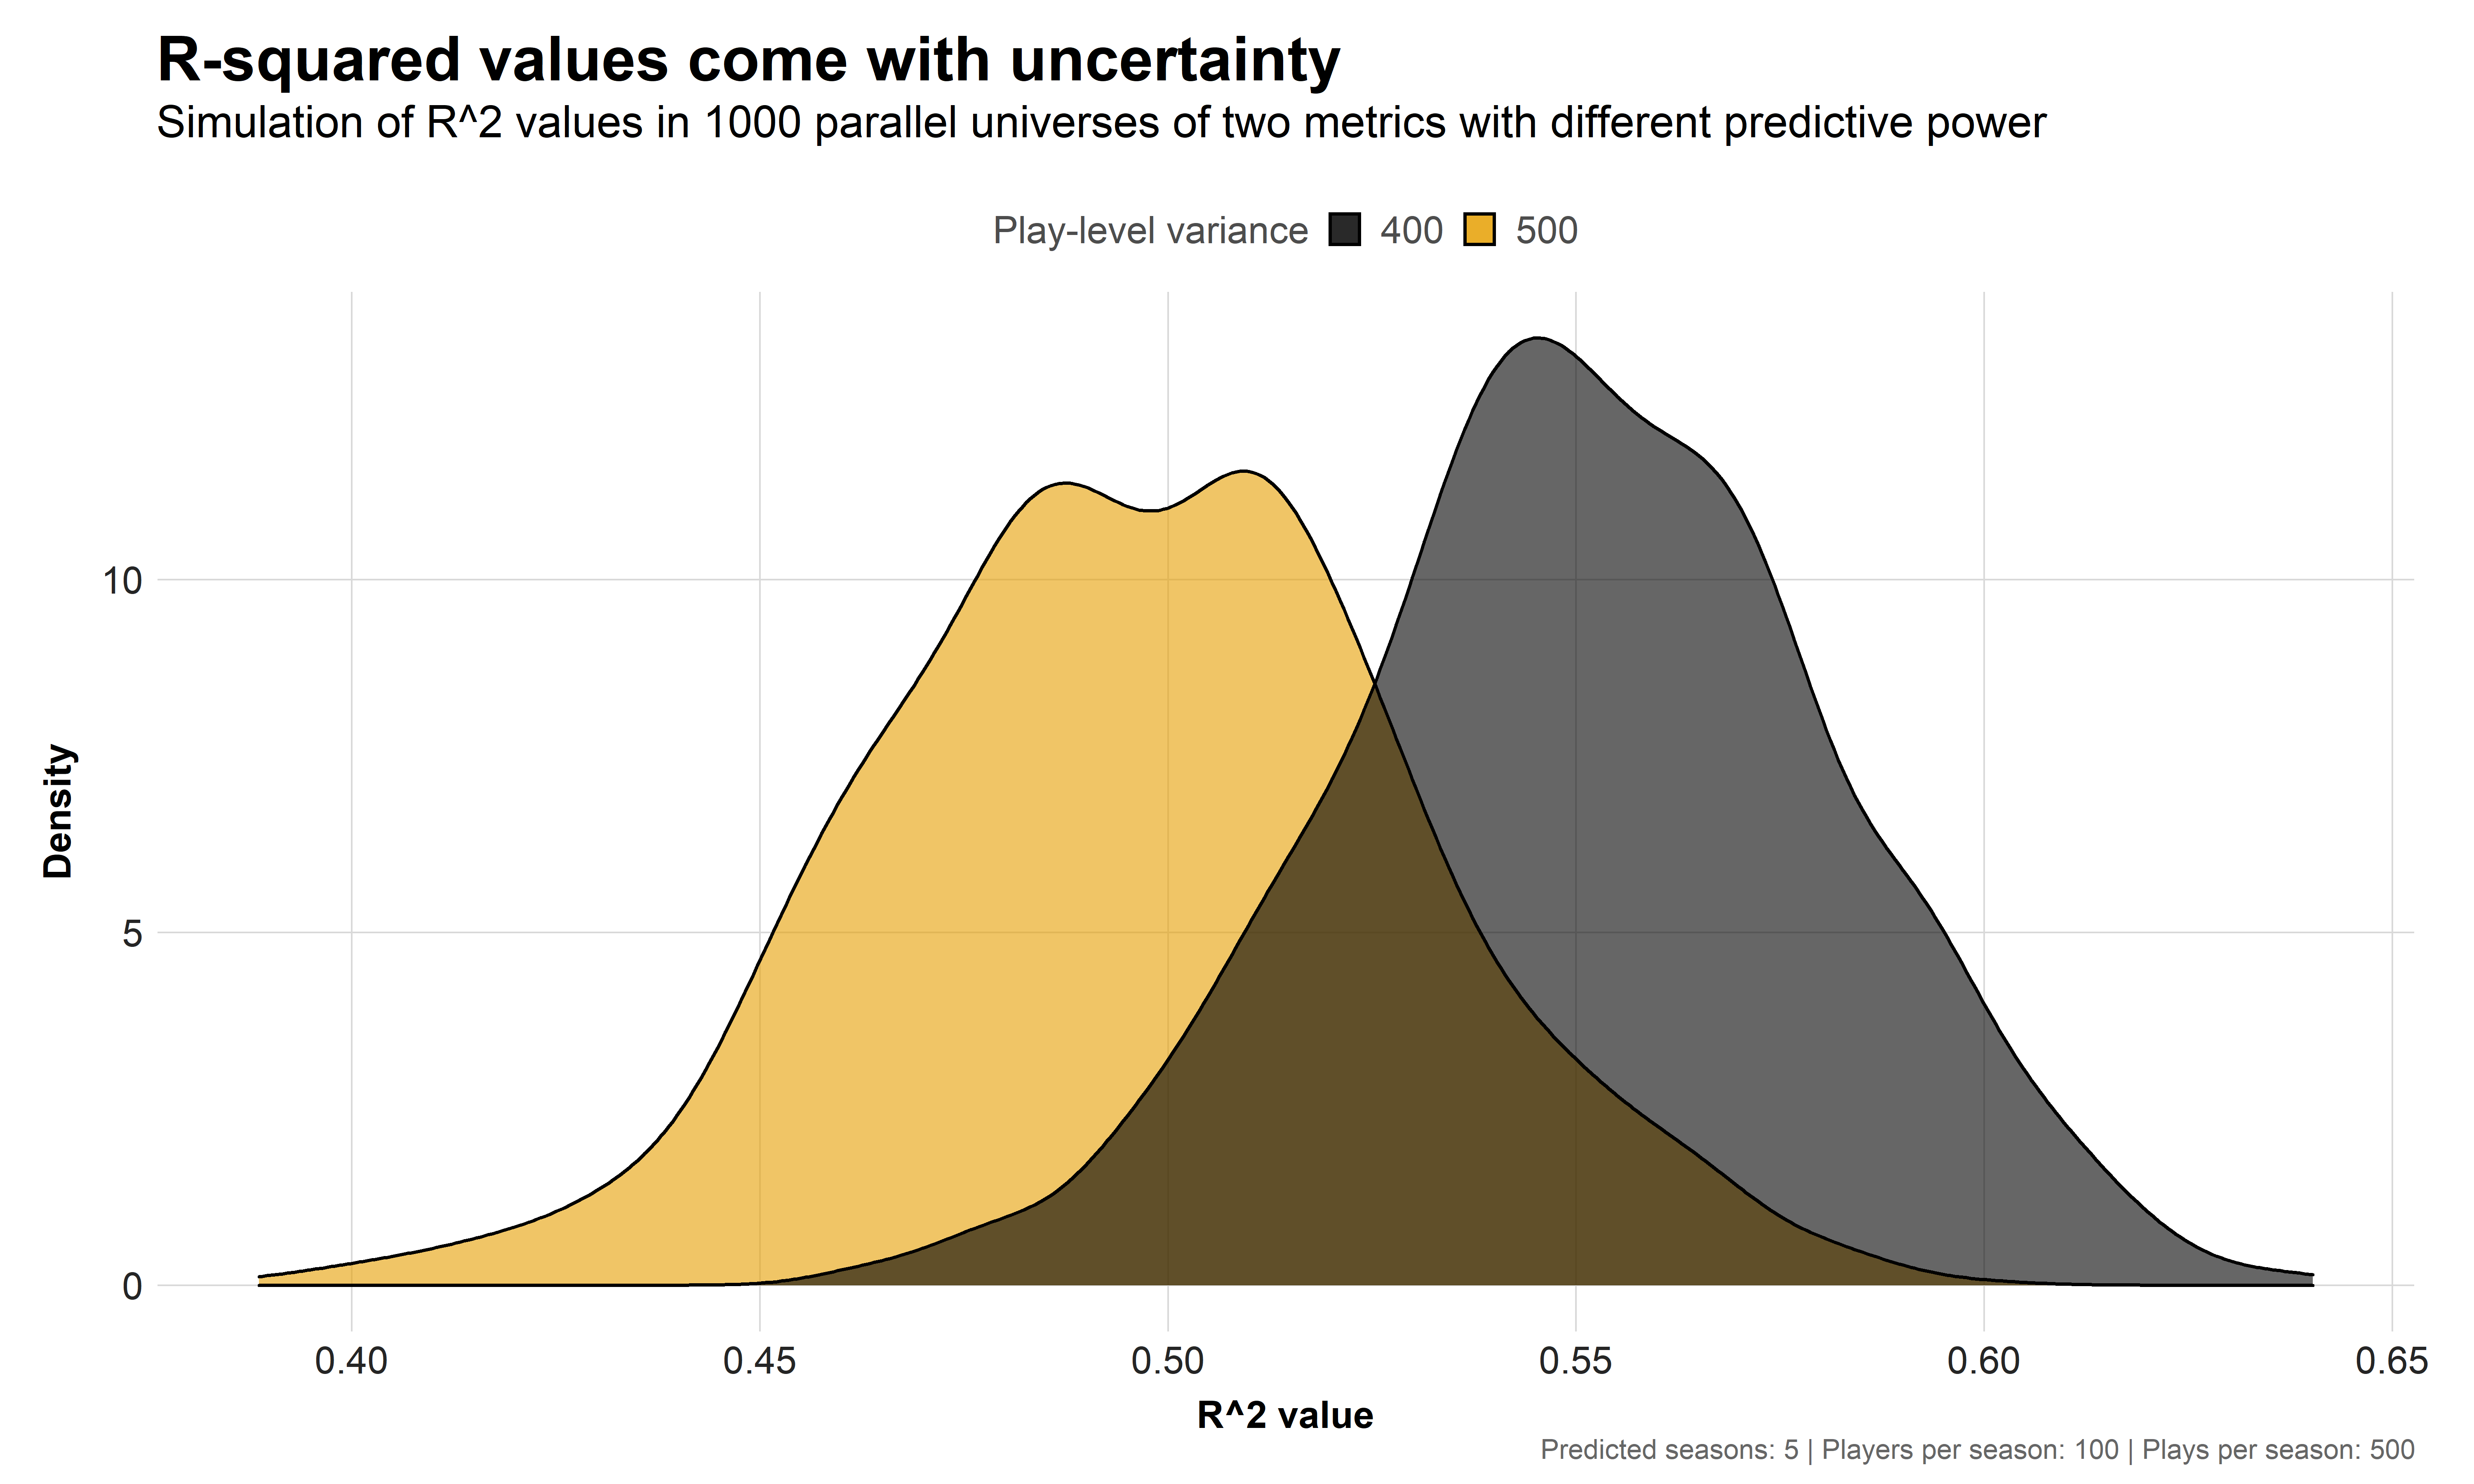 R-squared values come with uncertainty
Simulation of R^2 values in 1000 parallel universes of two metrics with different predictive power
Play-level variance 400 500
10
5
0
Density
0.40 0.45 0.50 0.55 0.60 0.65
R^2 value
Predicted seasons: 5 | Players per season: 100 | Plays per season: 500